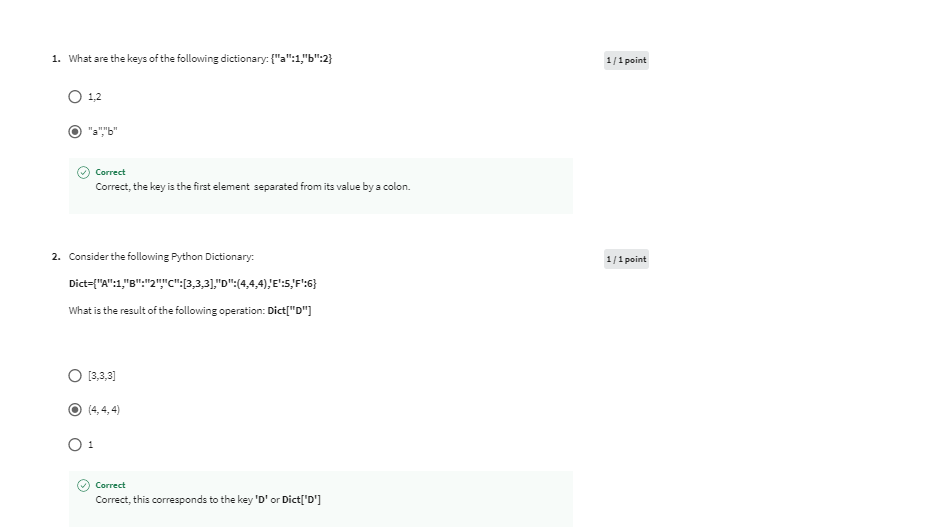 1. What are the keys of the following dictionary: {"a":1,"b":2}
1 / 1 point
1,2
"a","b"
Correct
Correct, the key is the first element separated from its value by a colon.
2. Consider the following Python Dictionary:
1 / 1 point
Dict={"A":1,"B":"2","C":[3,3,3],"D":(4,4,4),'E':5,'F':6}
What is the result of the following operation: Dict["D"]
[3,3,3]
(4, 4, 4)
1
Correct
Correct, this corresponds to the key 'D' or Dict['D']